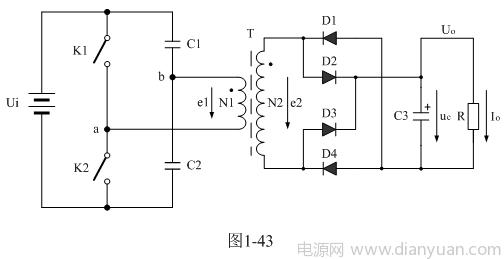 T
D1
D2
D3
D4
Uo
K1
C1
b
Ui
e1
N1
N2
e2
a
K2
C2
C3
+
uc
R
Io
图1-43
电源网 www.dianyuan.com